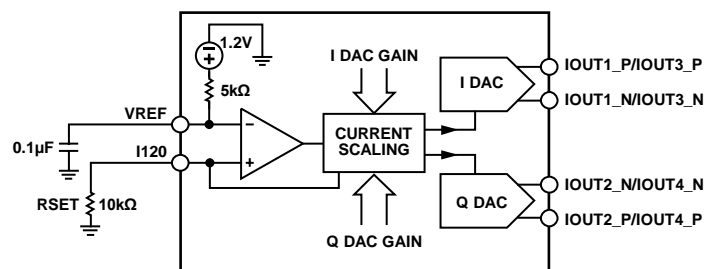 1.2V
I DAC GAIN
5kΩ
VREF
0.1µF
I120
RSET
10kΩ
−
+
CURRENT
SCALING
I DAC
Q DAC
Q DAC GAIN
IOUT1_P/IOUT3_P
IOUT1_N/IOUT3_N
IOUT2_N/IOUT4_N
IOUT2_P/IOUT4_P